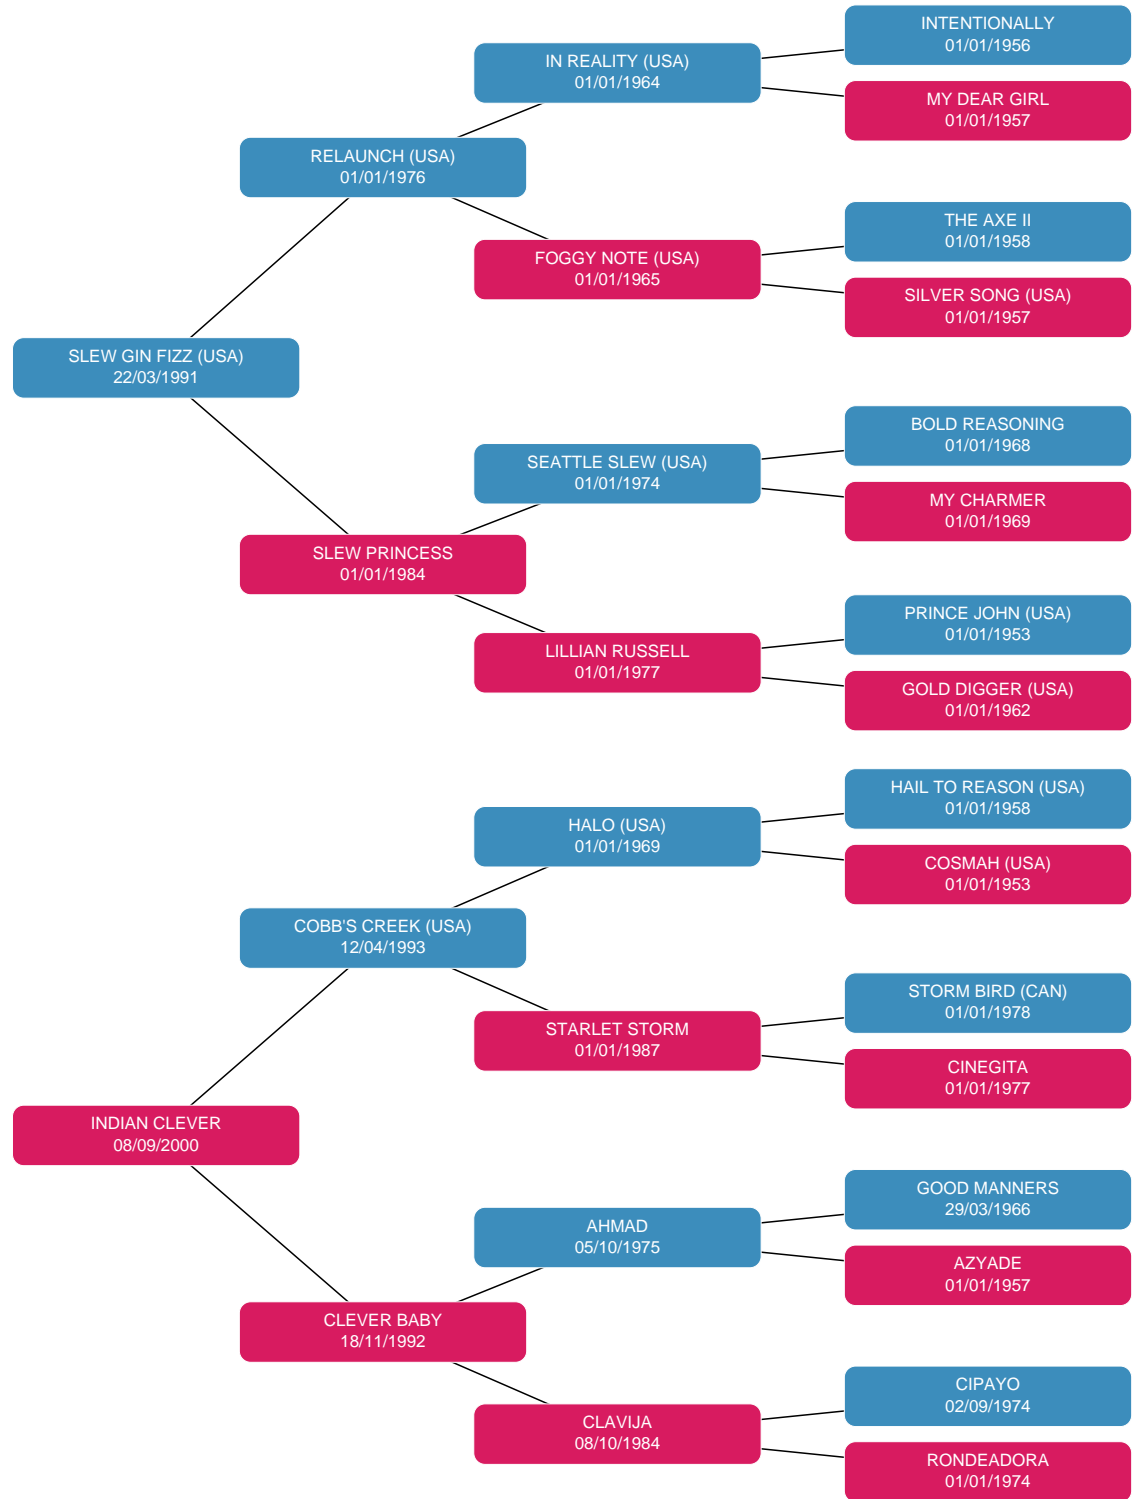 INTENTIONALLY
01/01/1956
IN REALITY (USA)
01/01/1964
MY DEAR GIRL
01/01/1957
RELAUNCH (USA)
01/01/1976
THE AXE II
01/01/1958
FOGGY NOTE (USA)
01/01/1965
SILVER SONG (USA)
01/01/1957
SLEW GIN FIZZ (USA)
22/03/1991
BOLD REASONING
01/01/1968
SEATTLE SLEW (USA)
01/01/1974
MY CHARMER
01/01/1969
SLEW PRINCESS
01/01/1984
PRINCE JOHN (USA)
01/01/1953
LILLIAN RUSSELL
01/01/1977
GOLD DIGGER (USA)
01/01/1962
HAIL TO REASON (USA)
01/01/1958
HALO (USA)
01/01/1969
COSMAH (USA)
01/01/1953
COBB'S CREEK (USA)
12/04/1993
STORM BIRD (CAN)
01/01/1978
STARLET STORM
01/01/1987
CINEGITA
01/01/1977
INDIAN CLEVER
08/09/2000
GOOD MANNERS
29/03/1966
AHMAD
05/10/1975
AZYADE
01/01/1957
CLEVER BABY
18/11/1992
CIPAYO
02/09/1974
CLAVIJA
08/10/1984
RONDEADORA
01/01/1974